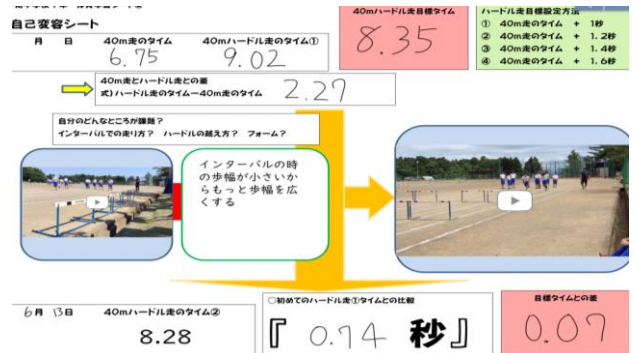 自己変容シート
月 日 40m走のタイム 40mハードル走のタイム①
6.75 9.02
40mハードル走目標タイム
8.35
ハードル走目標設定方法
① 40m走のタイム + 1秒
② 40m走のタイム + 1.2秒
③ 40m走のタイム + 1.4秒
④ 40m走のタイム + 1.6秒
40m走とハードル走との差
式)ハードル走のタイムー40m走のタイム 2.27
自分のどんなところが課題?
インターバルでの走り方? ハードルの越え方? フォーム?
インターバルの時
の歩幅が小さいか
らもっと歩幅を広
くする
6月 13日 40mハードル走のタイム②
8.28
○初めてのハードル走①タイムとの比較
『 0.74 秒』
目標タイムとの差
0.07